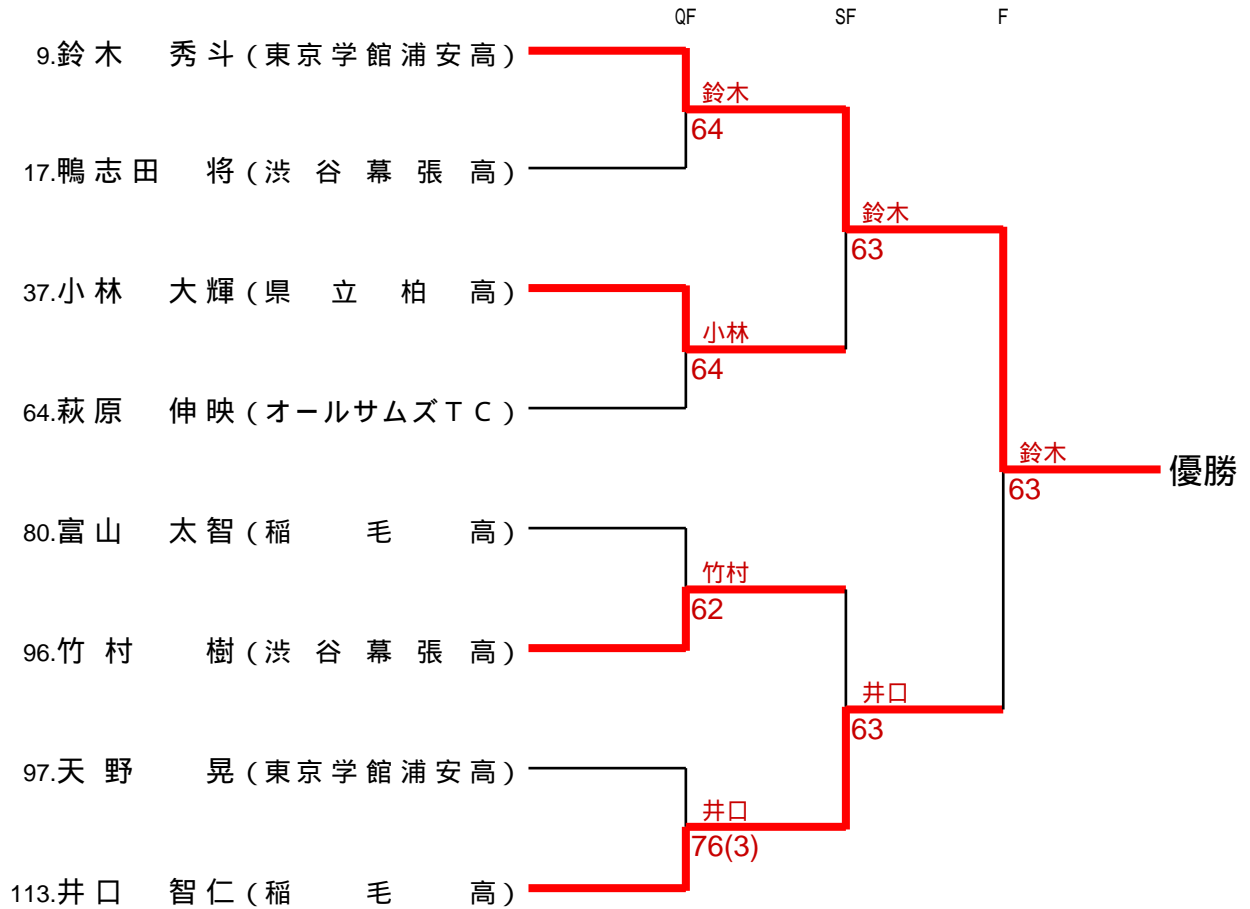 QF SF F
9.鈴木 秀斗(東京学館浦安高)
鈴木
64
17.鴨志田 将(渋谷幕張高)
鈴木
63
37.小林 大輝(県立柏高)
小林
64
64.萩原 伸映(オールサムズTC)
鈴木
63
優勝
80.富山 太智(稲毛高)
竹村
62
96.竹村 樹(渋谷幕張高)
井口
63
97.天野 晃(東京学館浦安高)
井口
76(3)
113.井口 智仁(稲毛高)